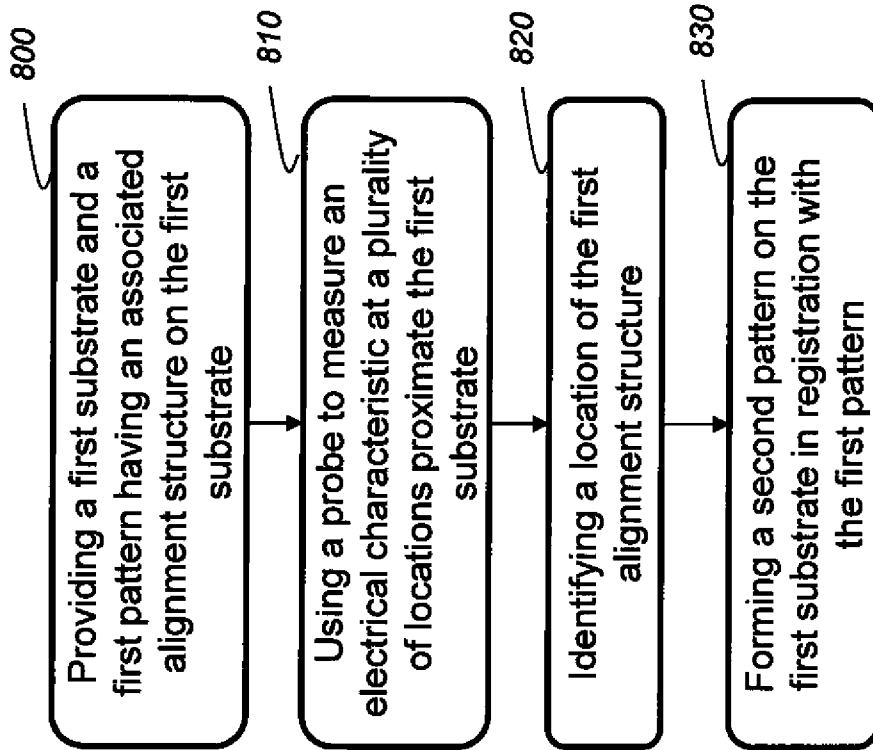 800
Providing a first substrate and a
first pattern having an associated
alignment structure on the first
substrate
810
Using a probe to measure an
electrical characteristic at a plurality
of locations proximate the first
substrate
820
Identifying a location of the first
alignment structure
830
Forming a second pattern on the
first substrate in registration with
the first pattern